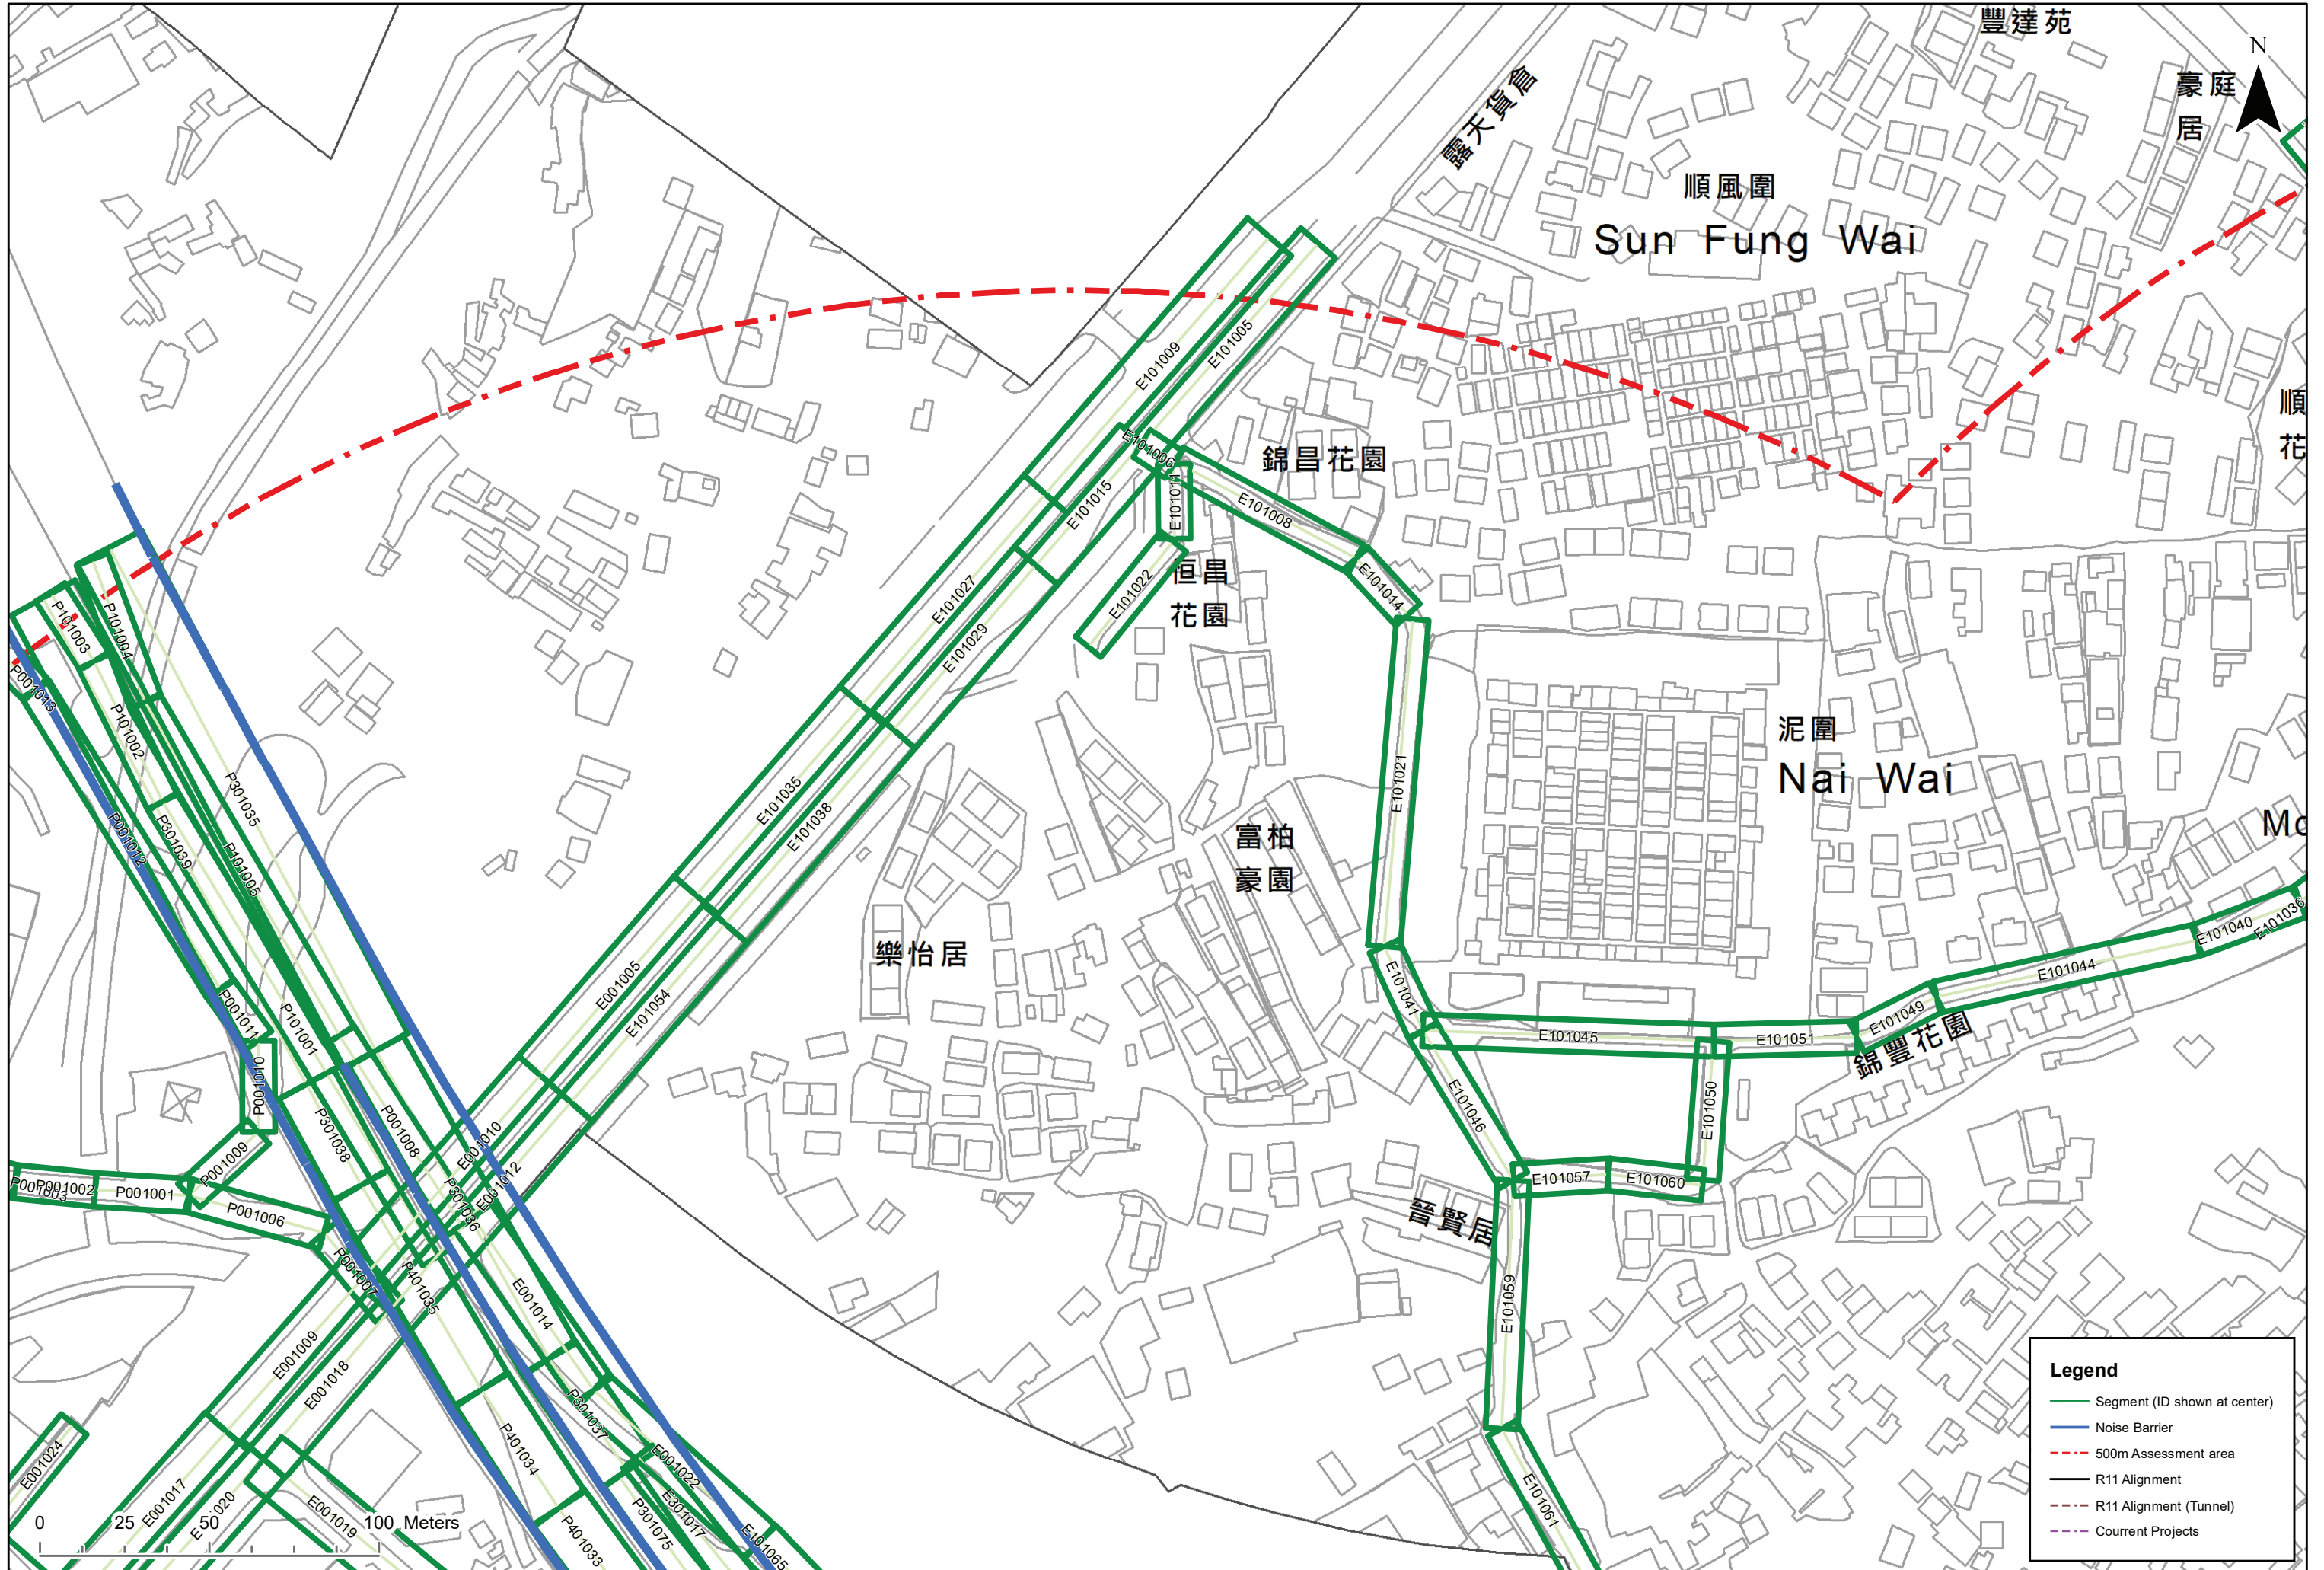 豐達苑
N
豪庭
居
露天貨倉
順風圍
Sun Fung Wai
順
花
E101009
E101005
E101006
錦昌花園
E101015
E101011
E101008
恒昌
花園
E101022
E101014
E101027
E101029
P101003
P101004
P001013
P101002
P301035
P001012
P301039
P101005
E101035
E101038
E101021
泥圍
Nai Wai
富柏
豪園
Mo
樂怡居
E001005
E101054
E101041
E101045
E101051
E101049
錦豐花園
E101044
E101040
E101036
P001011
P101001
P001010
P301038
P001008
E001010
E001012
P301036
P001009
P001003
P001002
P001001
P001006
P001007
P401035
E101046
E101050
E101057
E101060
晉賢居
E101059
E001009
E001018
E001014
P301037
P401034
E001022
E001024
E001017
E001019
P401033
P301075
E301017
E101065
E101061
0 25 50 100 Meters
Legend
Segment (ID shown at center)
Noise Barrier
500m Assessment area
R11 Alignment
R11 Alignment (Tunnel)
Courrent Projects